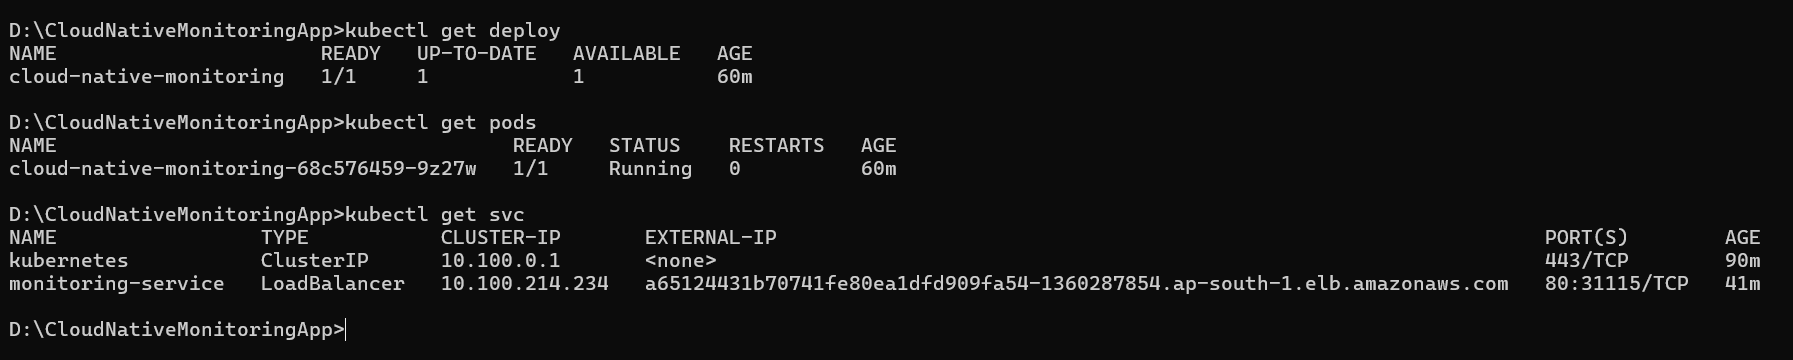 D:\CloudNativeMonitoringApp>kubectl get deploy
NAME                      READY   UP-TO-DATE   AVAILABLE   AGE
cloud-native-monitoring   1/1     1            1           60m
D:\CloudNativeMonitoringApp>kubectl get pods
NAME                                      READY   STATUS    RESTARTS   AGE
cloud-native-monitoring-68c576459-9z27w   1/1     Running   0          60m
D:\CloudNativeMonitoringApp>kubectl get svc
NAME                 TYPE           CLUSTER-IP       EXTERNAL-IP                                                                PORT(S)        AGE
kubernetes           ClusterIP      10.100.0.1       <none>                                                                     443/TCP        90m
monitoring-service   LoadBalancer   10.100.214.234   a65124431b70741fe80ea1dfd909fa54-1360287854.ap-south-1.elb.amazonaws.com   80:31115/TCP   41m
D:\CloudNativeMonitoringApp>